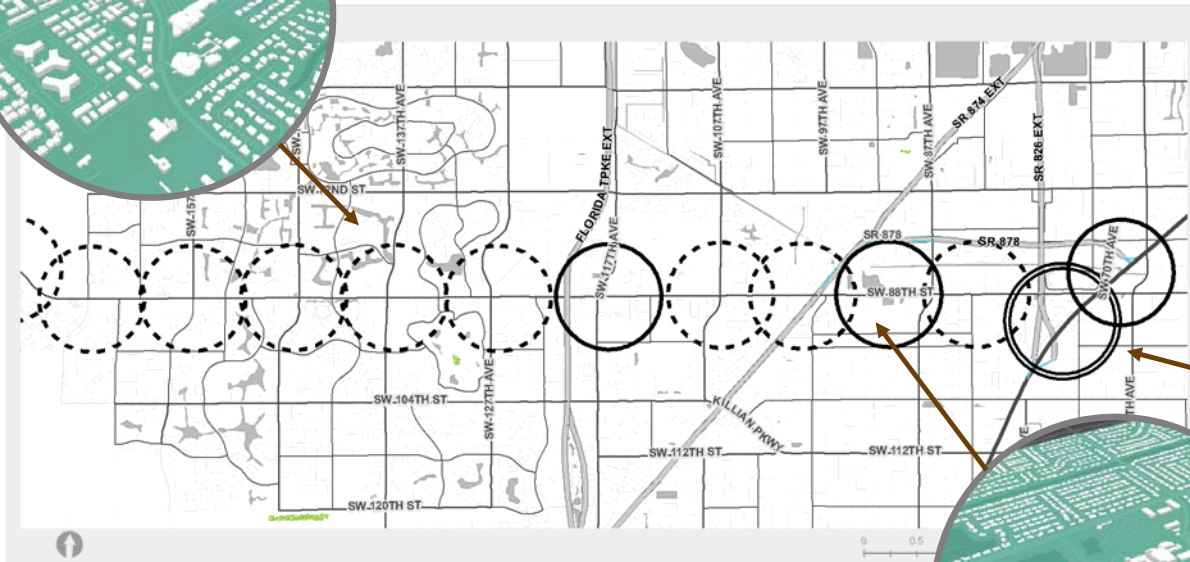 SW 137TH AVE
FLORIDA TPKE EXT
SW 107TH AVE
SW 97TH AVE
SW 87TH AVE
SR 874 EXT
SR 826 EXT
SW
SW 157
SW 117TH AVE
SR 878
SR 878
SW 70TH AVE
SW 88TH ST
SW 127TH AVE
SW 104TH ST
KILLIAN PKWY
TH AVE
E
SW 112TH ST
SW 112TH ST
SW 120TH ST
0 0.5